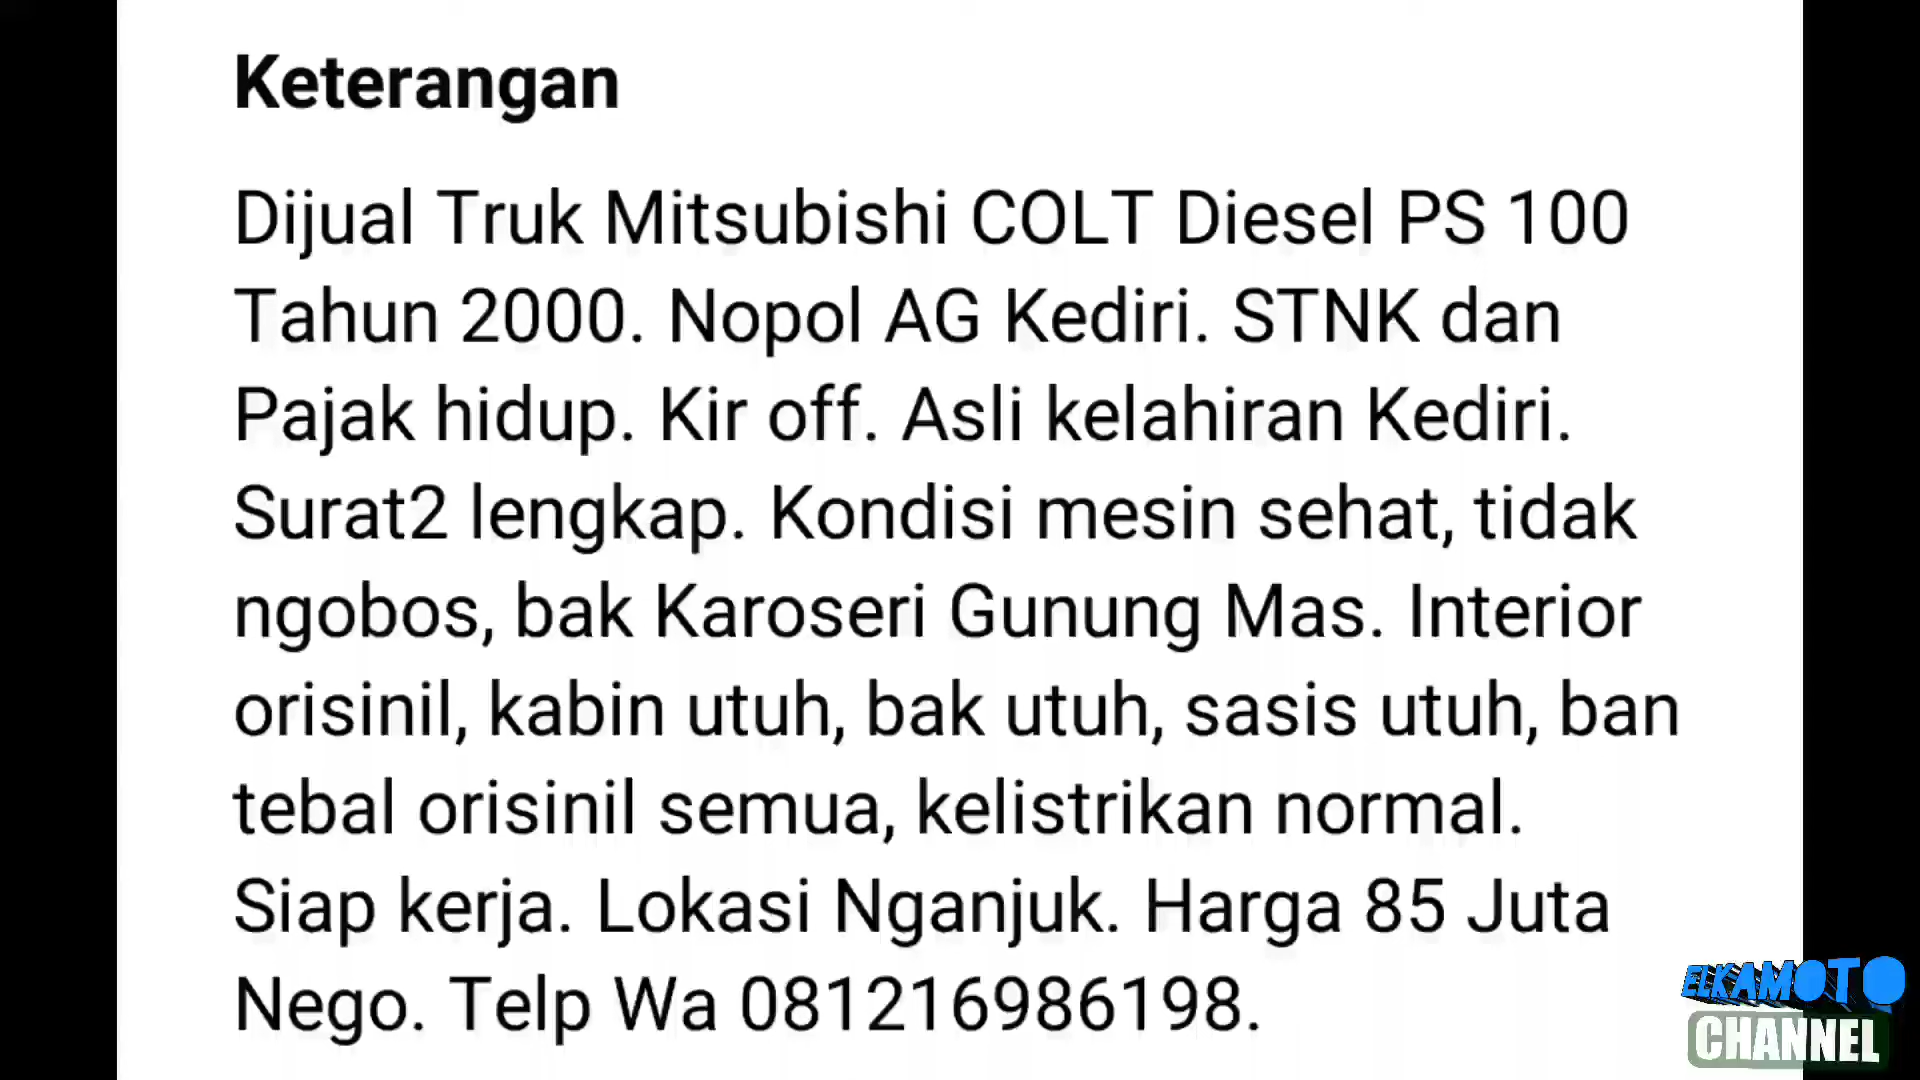 Keterangan
Dijual Truk Mitsubishi COLT Diesel PS 100
Tahun 2000. Nopol AG Kediri. STNK dan
Pajak hidup. Kir off. Asli kelahiran Kediri.
Surat2 lengkap. Kondisi mesin sehat, tidak
ngobos, bak Karoseri Gunung Mas. Interior
orisinil, kabin utuh, bak utuh, sasis utuh, ban
tebal orisinil semua, kelistrikan normal.
Siap kerja. Lokasi Nganjuk. Harga 85 Juta
Nego. Telp Wa 081216986198.
ELKAMOTO
CHANNEL